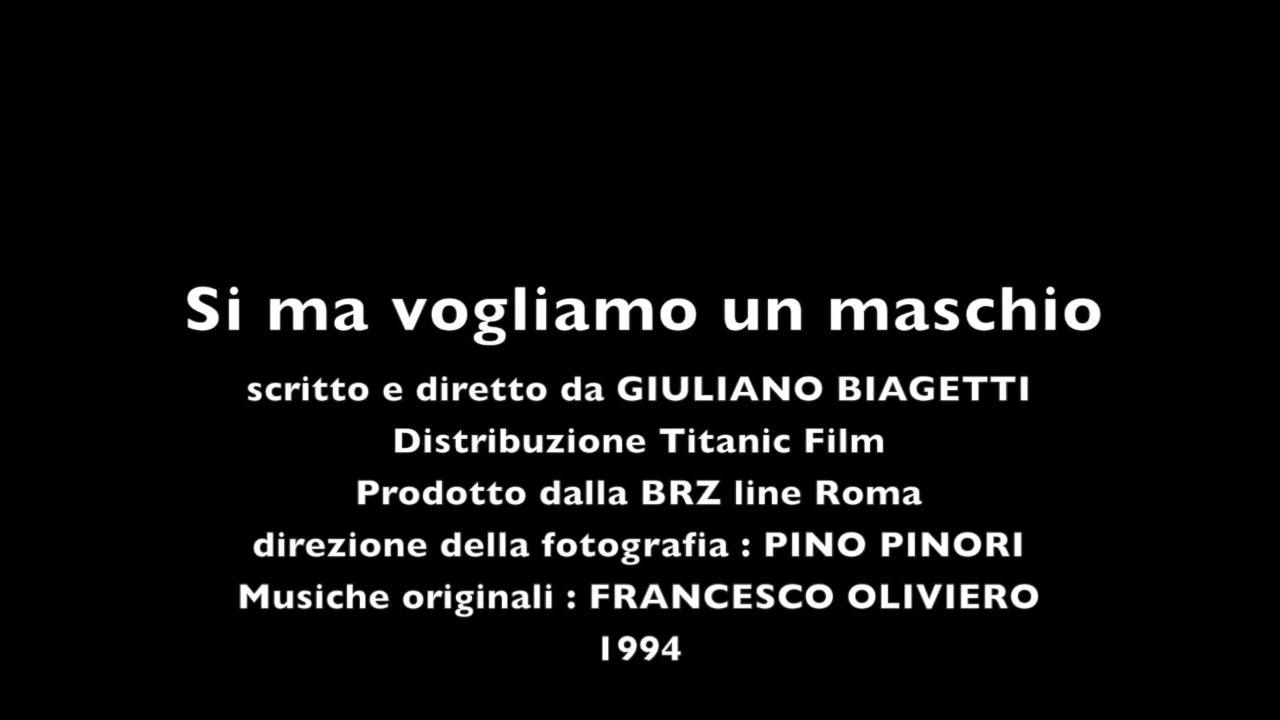 Si ma vogliamo un maschio
scritto e diretto da GIULIANO BIAGETTI
Distribuzione Titanic Film
Prodotto dalla BRZ line Roma
direzione della fotografia : PINO PINORI
Musiche originali : FRANCESCO OLIVIERO
1994